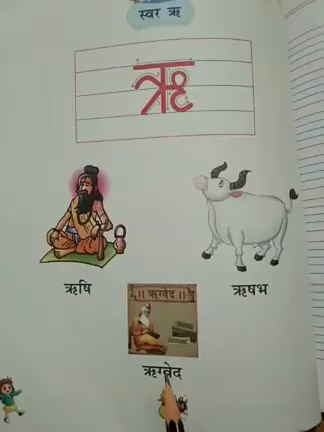 स्वर ऋ
ऋ
ऋषि
ऋषभ
॥ ऋग्वेद ॥
ऋग्वेद